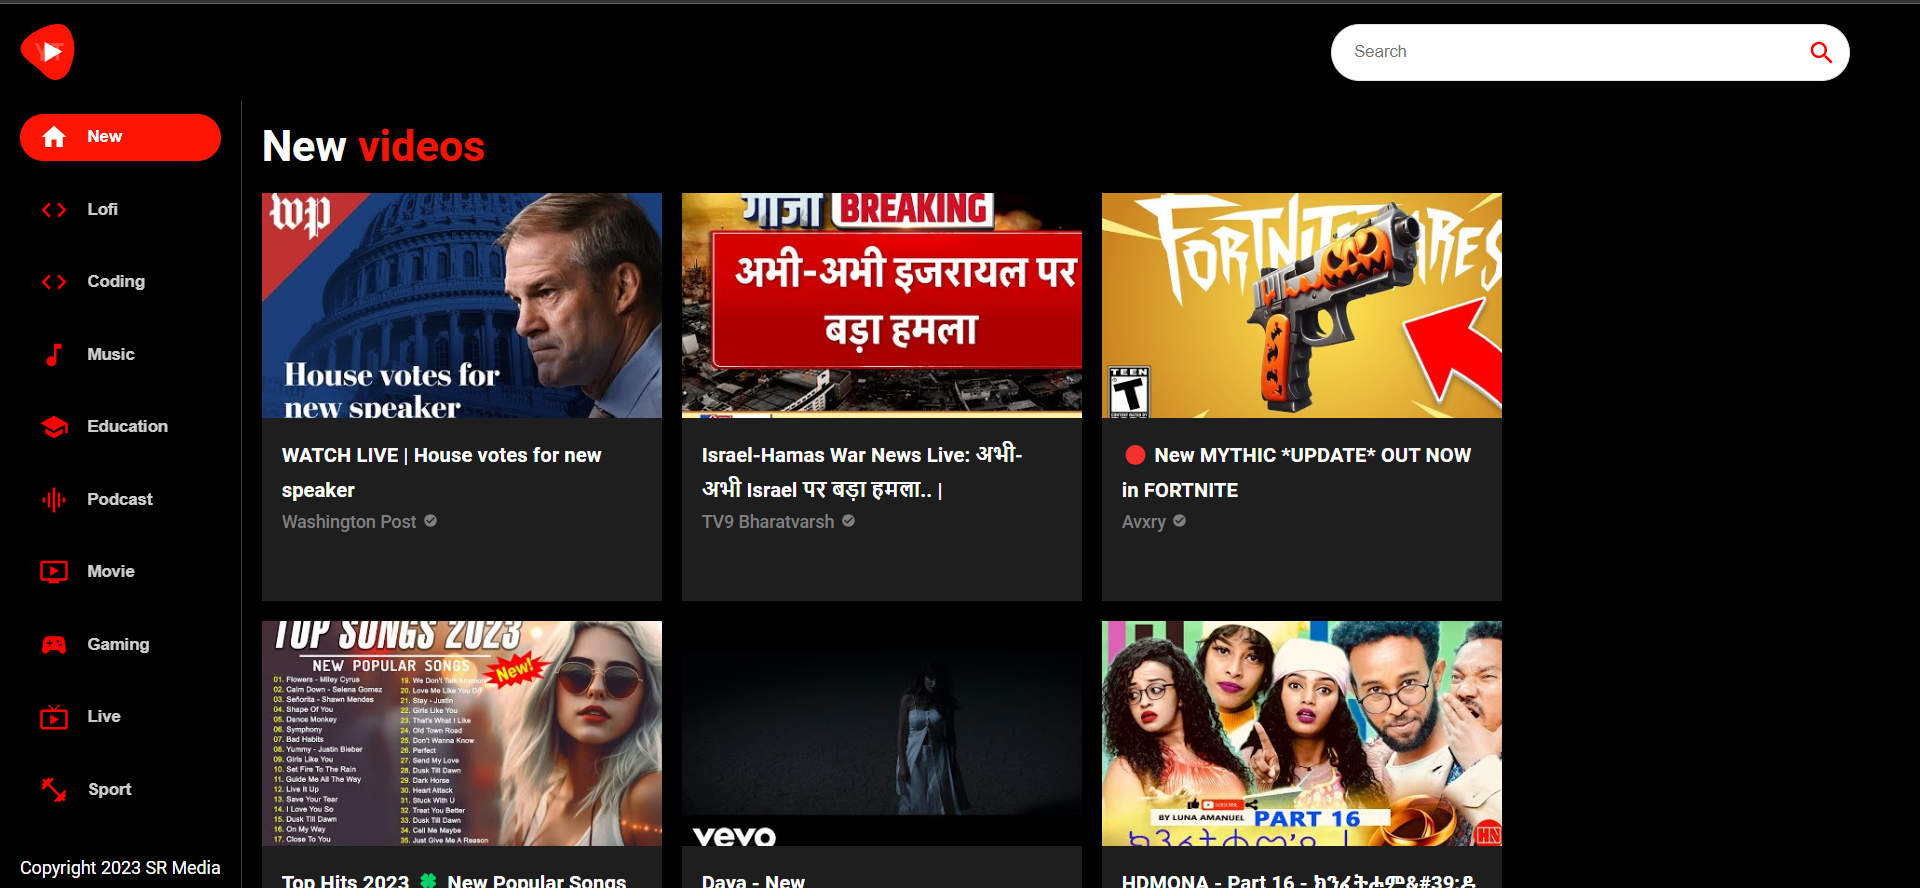 YT
Search
New
Lofi
Coding
Music
Education
Podcast
Movie
Gaming
Live
Sport
Copyright 2023 SR Media
New videos
wp
House votes for
new speaker
WATCH LIVE | House votes for new
speaker
Washington Post
गाजा BREAKING
अभी-अभी इजरायल पर
बड़ा हमला
Israel-Hamas War News Live: अभी-
अभी Israel पर बड़ा हमला.. |
TV9 Bharatvarsh
TEEN
T
🔴 New MYTHIC *UPDATE* OUT NOW
in FORTNITE
Avxry
TOP SONGS 2023
NEW POPULAR SONGS
New!
01. Flowers - Miley Cyrus
02. Calm Down - Selena Gomez
03. Señorita - Shawn Mendes
04. Shape Of You
05. Dance Monkey
06. Symphony
07. Bad Habits
08. Yummy - Justin Bieber
09. Girls Like You
10. Set Fire To The Rain
11. Guide Me All The Way
12. Live It Up
13. Save Your Tear
14. I Love You So
15. Dusk Till Dawn
16. On My Way
17. Close To You
19. We Don't Talk Anymore
20. Love Me Like You Do
21. Stay - Justin
22. Girls Like You
23. That's What I Like
24. Old Town Road
25. Don't Wanna Know
26. Perfect
27. Send My Love
28. Dusk Till Dawn
29. Dark Horse
30. Heart Attack
31. Stuck With U
32. Treat You Better
33. Dusk Till Dawn
34. Call Me Maybe
35. Just Give Me A Reason
Top Hits 2023 🍀 New Popular Songs
vevo
Daya - New
SUBSCRIBE
BY LUNA AMANUEL PART 16
HN
HDMONA - Part 16 - ክንፈትሐም&#39;ዶ